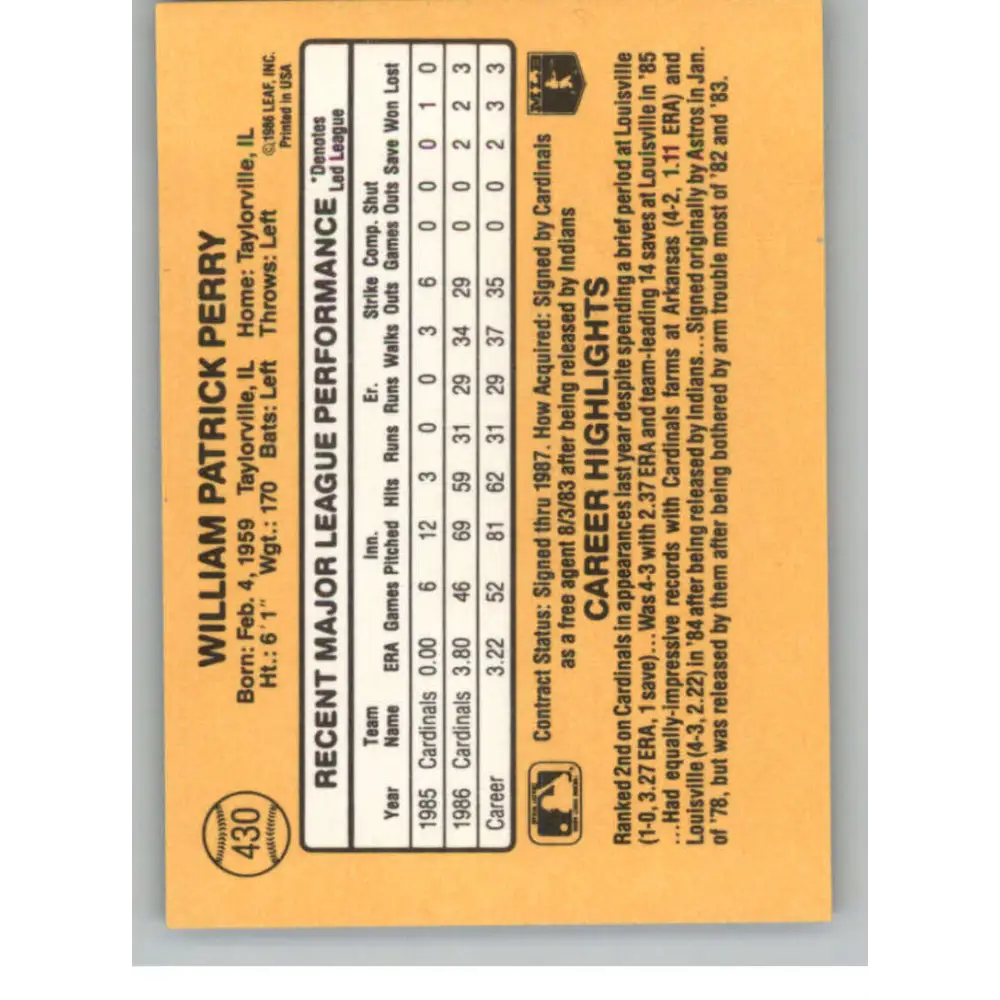 430
WILLIAM PATRICK PERRY
Born: Feb. 4, 1959 Taylorville, IL Home: Taylorville, IL
Ht.: 6'1" Wgt.: 170 Bats: Left Throws: Left
©1986 LEAF, INC.
Printed in USA
RECENT MAJOR LEAGUE PERFORMANCE *Denotes Led League
Year Team Name ERA Games Inn. Pitched Hits Runs Er. Runs Walks Strike Outs Comp. Games Shut Outs Save Won Lost
1985 Cardinals 0.00 6 12 3 0 0 3 6 0 0 0 1 0
1986 Cardinals 3.80 46 69 59 31 29 34 29 0 0 2 2 3
Career 3.22 52 81 62 31 29 37 35 0 0 2 3 3
Contract Status: Signed thru 1987. How Acquired: Signed by Cardinals
as a free agent 8/3/83 after being released by Indians
MLB
CAREER HIGHLIGHTS
Ranked 2nd on Cardinals in appearances last year despite spending a brief period at Louisville
(1-0, 3.27 ERA, 1 save)...Was 4-3 with 2.37 ERA and team-leading 14 saves at Louisville in '85
...Had equally-impressive records with Cardinals farms at Arkansas (4-2, 1.11 ERA) and
Louisville (4-3, 2.22) in '84 after being released by Indians...Signed originally by Astros in Jan.
of '78, but was released by them after being bothered by arm trouble most of '82 and '83.